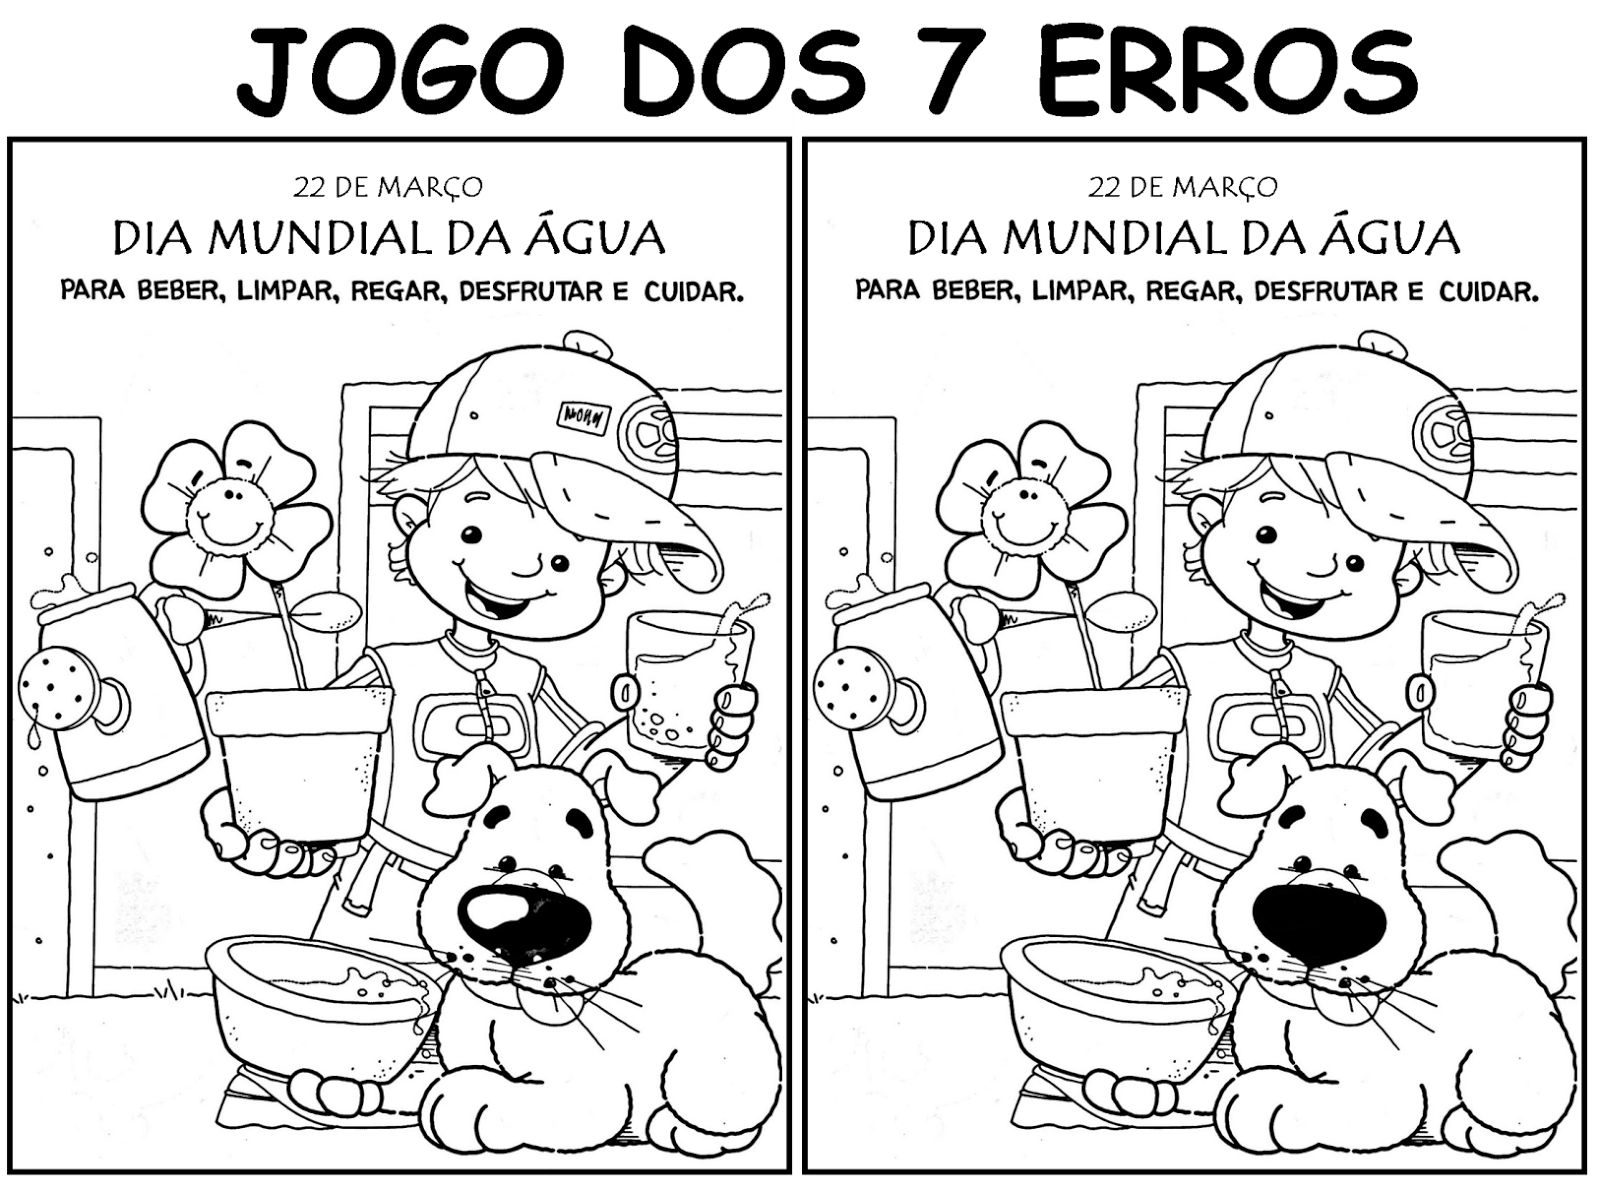 JOGO DOS 7 ERROS
22 DE MARÇO
DIA MUNDIAL DA ÁGUA
PARA BEBER, LIMPAR, REGAR, DESFRUTAR E CUIDAR.
22 DE MARÇO
DIA MUNDIAL DA ÁGUA
PARA BEBER, LIMPAR, REGAR, DESFRUTAR E CUIDAR.